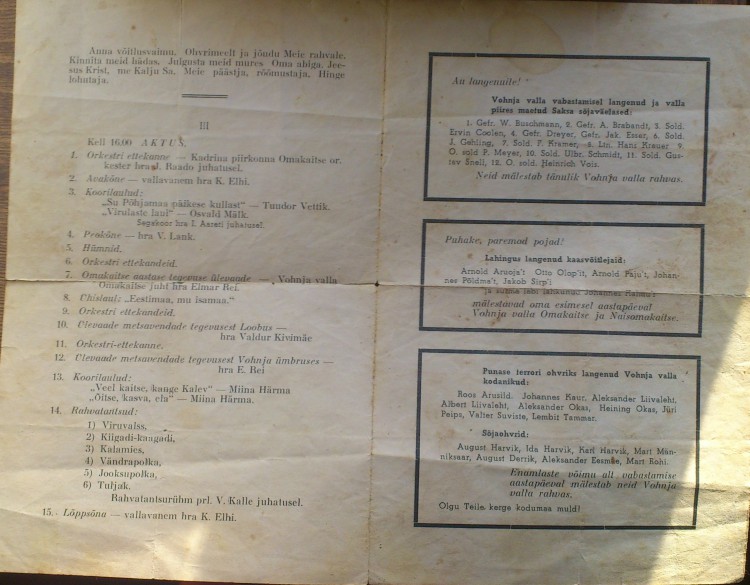 Anna võitlusvaimu. Ohvrimeelt ja jõudu Meie rahvale.
Kinnita meid hädas. Julgusta meid mures Oma abiga. Jee-
sus Krist, me Kalju Sa. Meie päästja, rõõmustaja, Hinge
lohutaja.
III
Kell 16.00 AKTUS.
1. Orkestri ettekanne — Kadrina piirkonna Omakaitse or.
kester hra J. Raado juhatusel.
2. Avakõne — vallavanem hra K. Elhi.
3. Koorilaulud:
„Su Põhjamaa päikese kullast“ — Tuudor Vettik.
„Virulaste laul“ — Osvald Mälk.
Segakoor hra I. Aareti juhatusel.
4. Peakõne — hra V. Lank.
5. Hümnid.
6. Orkestri ettekandeid.
7. Omakaitse aastase tegevuse ülevaade — Vohnja valla
Omakaitse juht hra Elmar Rei.
8. Ühislaul: „Eestimaa, mu isamaa.“
9. Orkestri ettekandeid.
10. Ülevaade metsavendade tegevusest Loobus —
hra Valdur Kivimäe
11. Orkestri-ettekanne.
12. Ülevaade metsavendade tegevusest Vohnja ümbruses —
hra E. Rei
13. Koorilaulud:
„Veel kaitse, kange Kalev“ — Miina Härma
„Õitse, kasva, ela“ — Miina Härma.
14. Rahvatantsud:
1) Viruvalss,
2) Kiigadi-kaagadi,
3) Kalamies,
4) Vändrapolka,
5) Jooksupolka,
6) Tuljak.
Rahvatantsurühm prl. V. Kalle juhatusel.
15. Lõppsõna — vallavanem hra K. Elhi.
Au langenuile!
Vohnja valla vabastamisel langenud ja valla
piires maetud Saksa sõjaväelased:
1. Gefr. W. Buschmann, 2. Gefr. A. Brabandt, 3. Sold.
Ervin Coolen, 4. Gefr. Dreyer, Gefr. Jak. Esser, 6. Sold.
J. Gehling, 7. Sold. F. Kramer, 8. Ltn. Hans Krauer 9.
O. sold P. Meyer, 10. Sold. Ulbr. Schmidt, 11. Sold. Gus-
tav Snell, 12. O. sold. Heinrich Vois.
Neid mälestab tänulik Vohnja valla rahvas.
Puhake, paremad pojad!
Lahingus langenud kaasvõitlejaid:
Arnold Aruoja't Otto Olop'it, Arnold Paju't, Johan-
nes Põldma't, Jakob Sirp'i
Johannes
mälestavad oma esimesel aastapäeval
Vohnja valla Omakaitse ja Naisomakaitse.
Punase terrori ohvriks langenud Vohnja valla
kodanikud:
Roos Arusild. Johannes Kaur, Aleksander Liivaleht,
Albert Liivaleht, Aleksander Okas, Heining Okas, Jüri
Peips, Valter Suviste, Lembit Tammar.
Sõjaohvrid:
August Harvik, Ida Harvik, Karl Harvik, Mart Män-
niksaar, August Derrik, Aleksander Eesmäe, Mart Rohi.
Enamlaste võimu alt vabastamise
aastapäeval mälestab neid Vohnja
valla rahvas.
Olgu Teile kerge kodumaa muld!